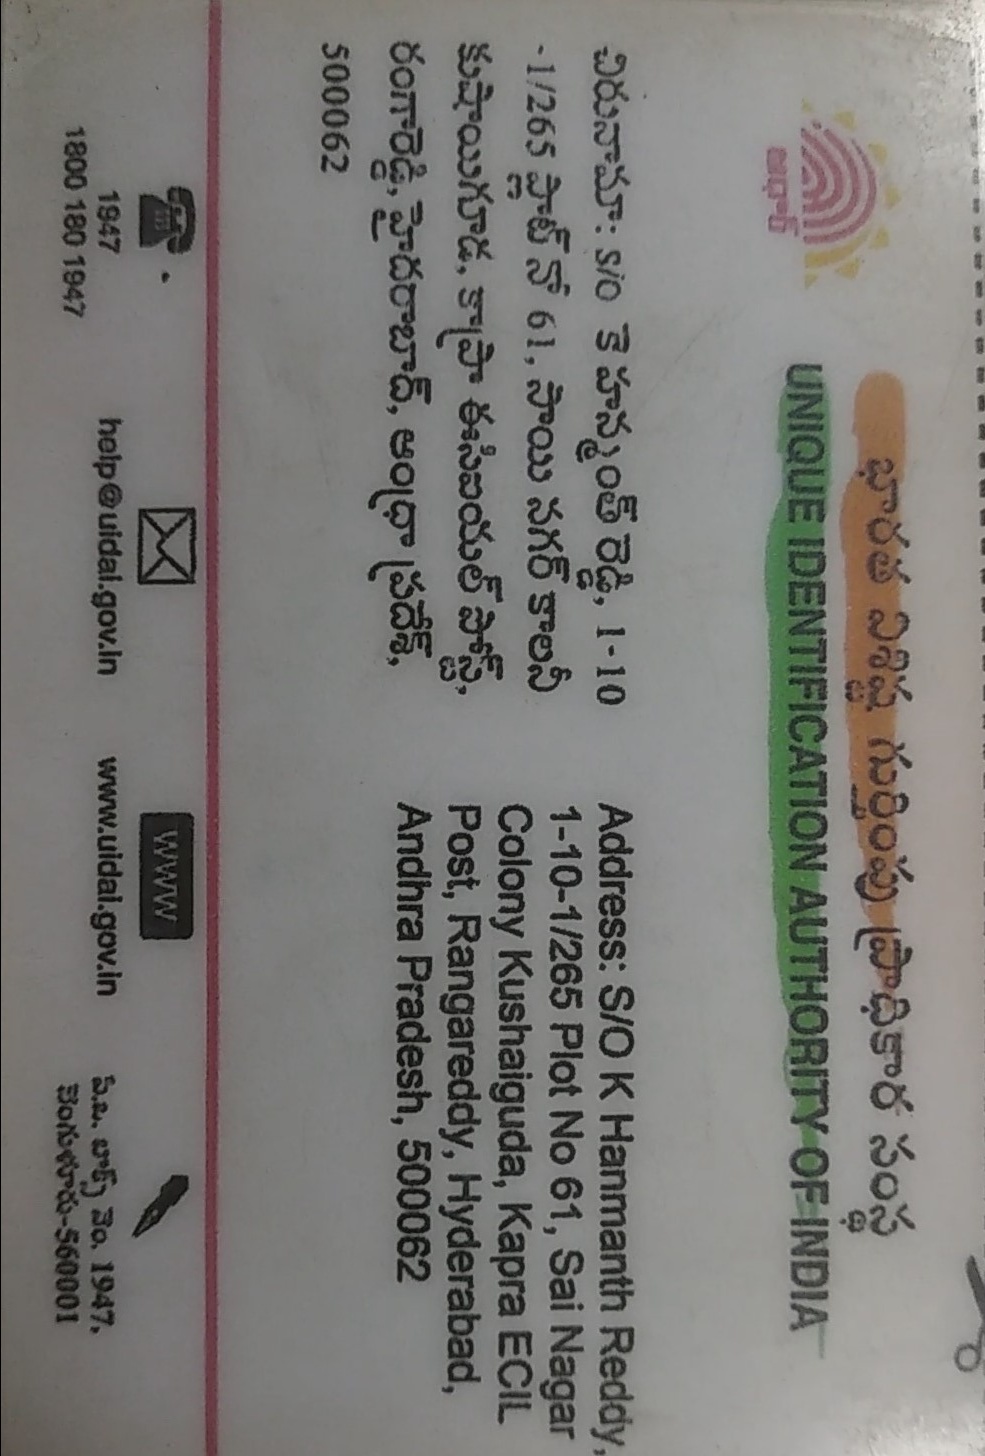 భారత విశిష్ట గుర్తింపు ప్రాధికార సంస్థ
UNIQUE IDENTIFICATION AUTHORITY OF INDIA
ఆధార్
చిరునామా: S/O కె హన్మంత్ రెడ్డి, 1-10
-1/265 ప్లాట్ నో 61, సాయి నగర్ కాలనీ
కుషాయిగూడ, కాప్రా ఈసిఐయల్ పోస్ట్,
రంగారెడ్డి, హైదరాబాద్, ఆంధ్రా ప్రదేశ్,
500062
Address: S/O K Hanmanth Reddy,
1-10-1/265 Plot No 61, Sai Nagar
Colony Kushaiguda, Kapra ECIL
Post, Rangareddy, Hyderabad,
Andhra Pradesh, 500062
1947
1800 180 1947
help@uidai.gov.in
WWW
www.uidai.gov.in
పి.బి. బాక్స్ నెం. 1947,
బెంగుళూరు-560001